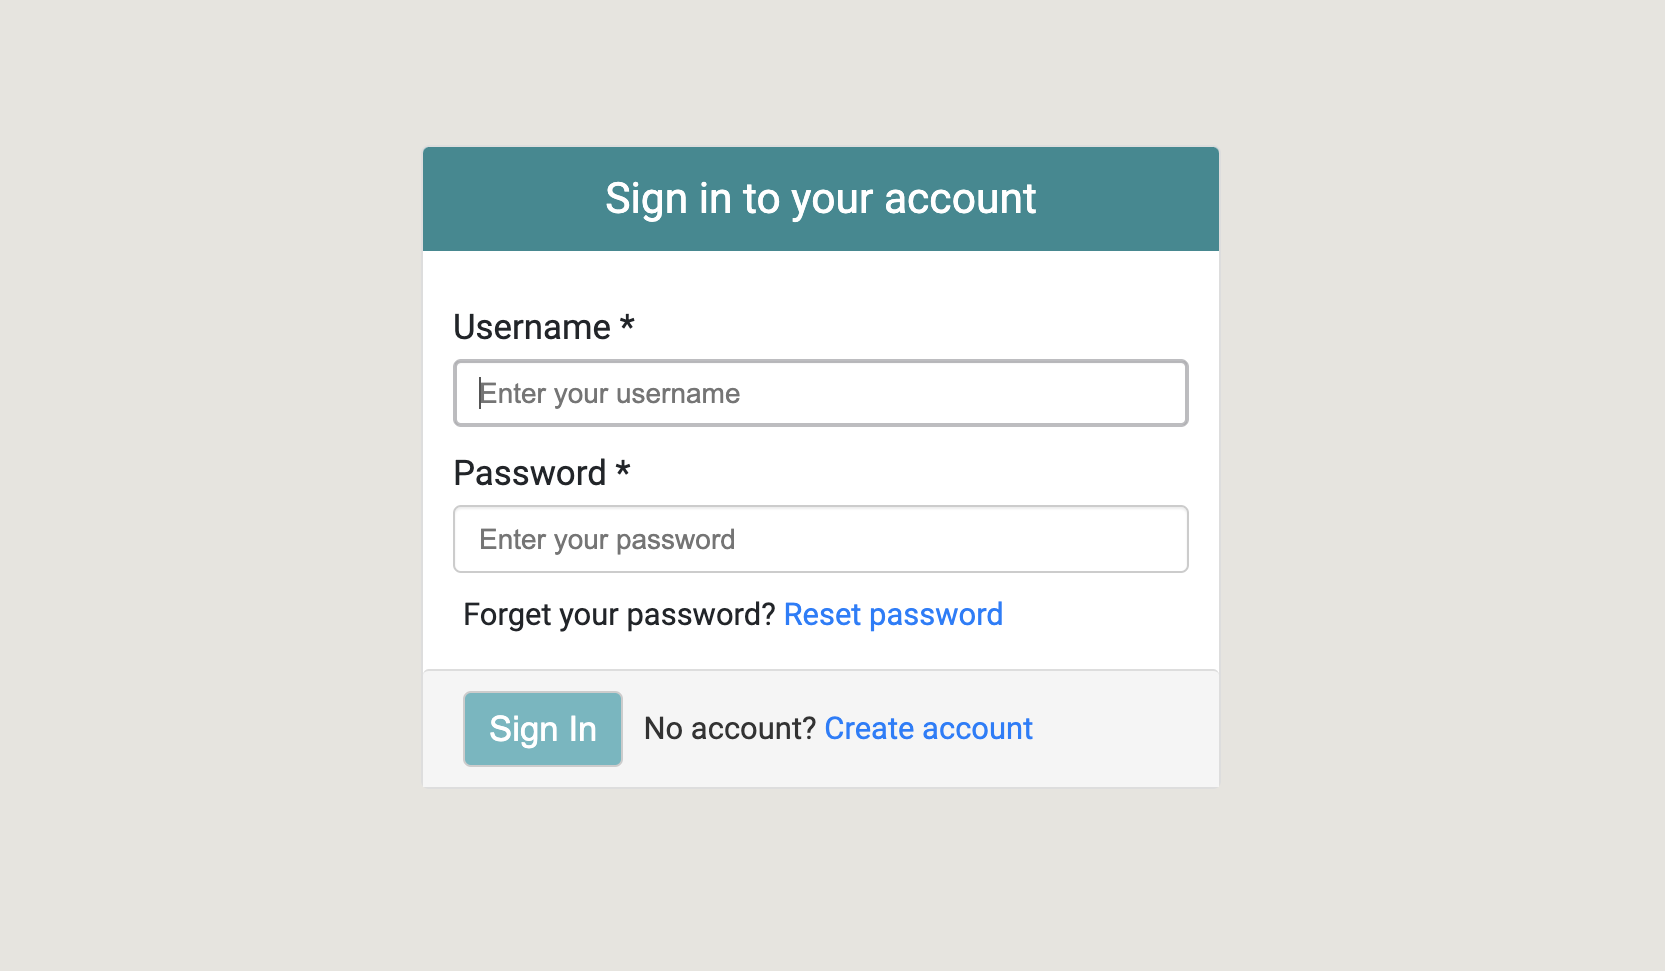 Sign in to your account
Username *
Enter your username
Password *
Enter your password
Forget your password? Reset password
Sign In No account? Create account